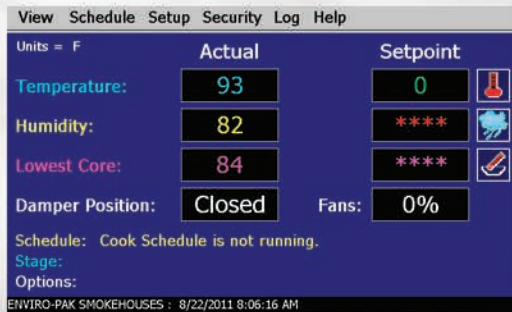 View Schedule Setup Security Log Help
Units = F
Actual Setpoint
Temperature: 93 0
Humidity: 82 ****
Lowest Core: 84 ****
Damper Position: Closed Fans: 0%
Schedule: Cook Schedule is not running.
Stage:
Options:
ENVIRO-PAK SMOKEHOUSES : 8/22/2011 8:06:16 AM